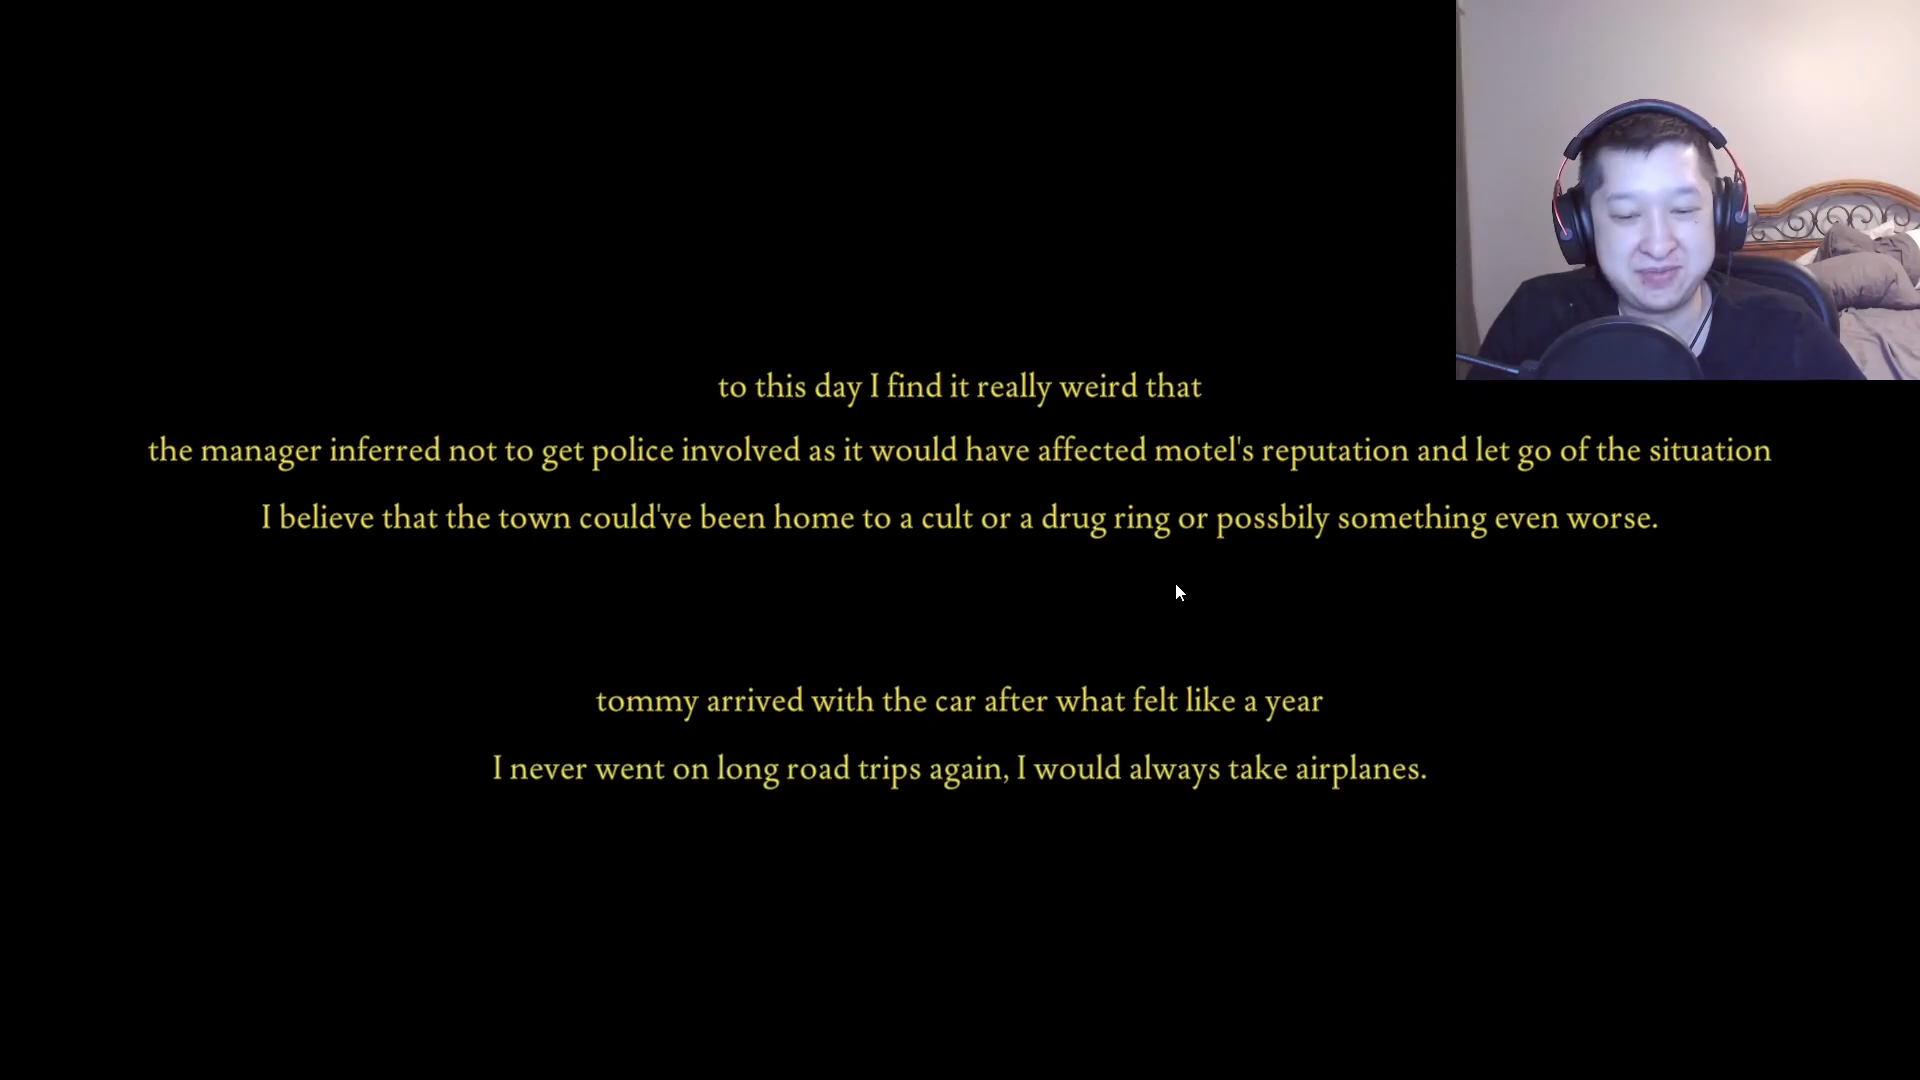 to this day I find it really weird that
the manager inferred not to get police involved as it would have affected motel's reputation and let go of the situation
I believe that the town could've been home to a cult or a drug ring or possbily something even worse.
tommy arrived with the car after what felt like a year
I never went on long road trips again, I would always take airplanes.